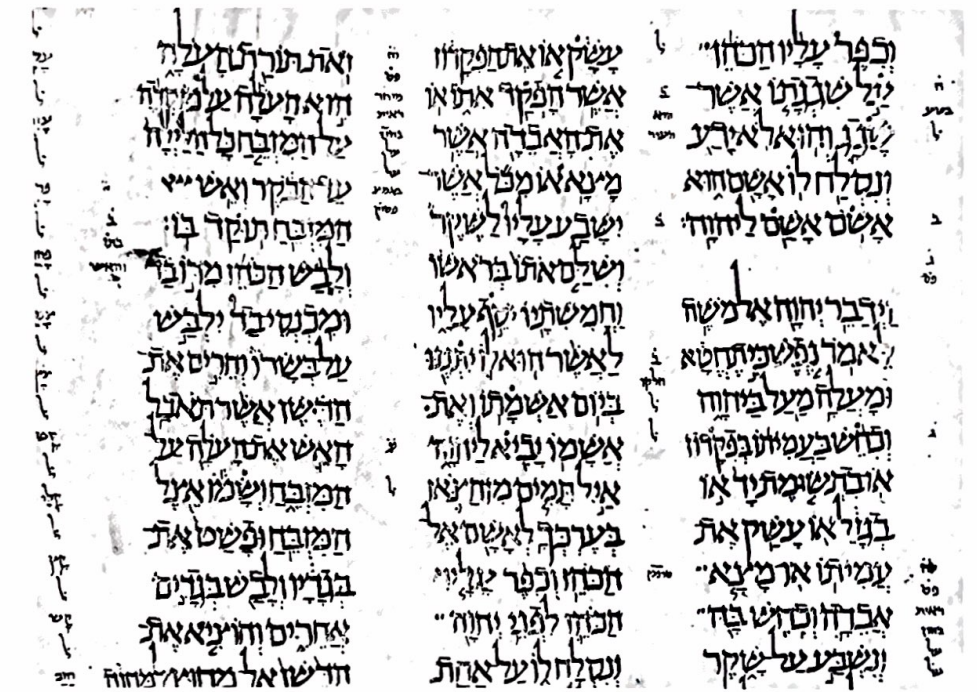 וכפר עליו הכהן
על שגגתו אשר
שגג והוא לא ידע
ונסלח לו אשם הוא
אשם אשם ליהוה
וידבר יהוה אל משה
לאמר נפש כי תחטא
ומעלה מעל ביהוה
וכחש בעמיתו בפקדון
או בתשומת יד או
בגזל או עשק את
עמיתו או מצא
אבדה וכחש בה
ונשבע על שקר
עשק או את הפקדון
אשר הפקד אתו או
את האבדה אשר
מצא או מכל אשר
ישבע עליו לשקר
ושלם אתו בראשו
וחמשתיו יסף עליו
לאשר הוא לו יתננו
ביום אשמתו ואת
אשמו יביא ליהוה
איל תמים מן הצאן
בערכך לאשם אל
הכהן וכפר עליו
הכהן לפני יהוה
ונסלח לו על אחת
זאת תורת העלה
הוא העלה על מוקדה
על המזבח כל הלילה
עד הבקר ואש
המזבח תוקד בו
ולבש הכהן מדו בד
ומכנסי בד ילבש
על בשרו והרים את
הדשן אשר תאכל
האש את העלה על
המזבח ושמו אצל
המזבח ופשט את
בגדיו ולבש בגדים
אחרים והוציא את
הדשן אל מחוץ למחנה